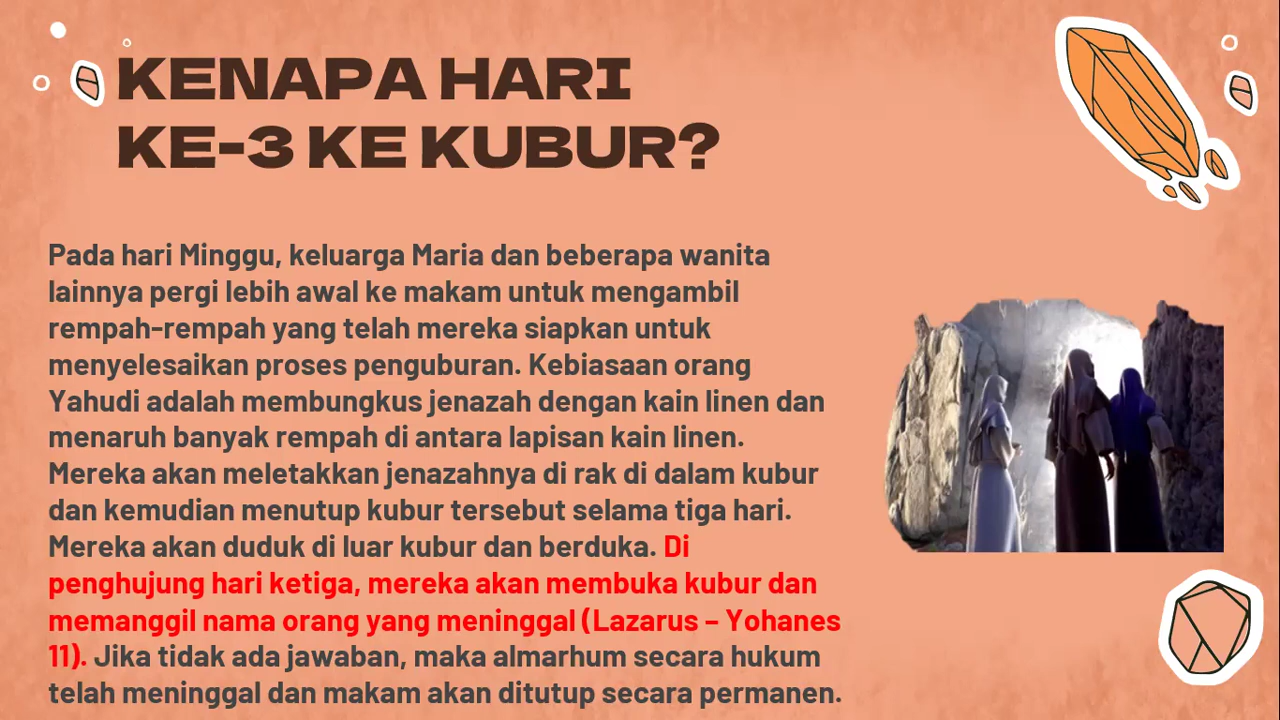 KENAPA HARI
KE-3 KE KUBUR?
Pada hari Minggu, keluarga Maria dan beberapa wanita
lainnya pergi lebih awal ke makam untuk mengambil
rempah-rempah yang telah mereka siapkan untuk
menyelesaikan proses penguburan. Kebiasaan orang
Yahudi adalah membungkus jenazah dengan kain linen dan
menaruh banyak rempah di antara lapisan kain linen.
Mereka akan meletakkan jenazahnya di rak di dalam kubur
dan kemudian menutup kubur tersebut selama tiga hari.
Mereka akan duduk di luar kubur dan berduka. Di
penghujung hari ketiga, mereka akan membuka kubur dan
memanggil nama orang yang meninggal (Lazarus – Yohanes
11). Jika tidak ada jawaban, maka almarhum secara hukum
telah meninggal dan makam akan ditutup secara permanen.